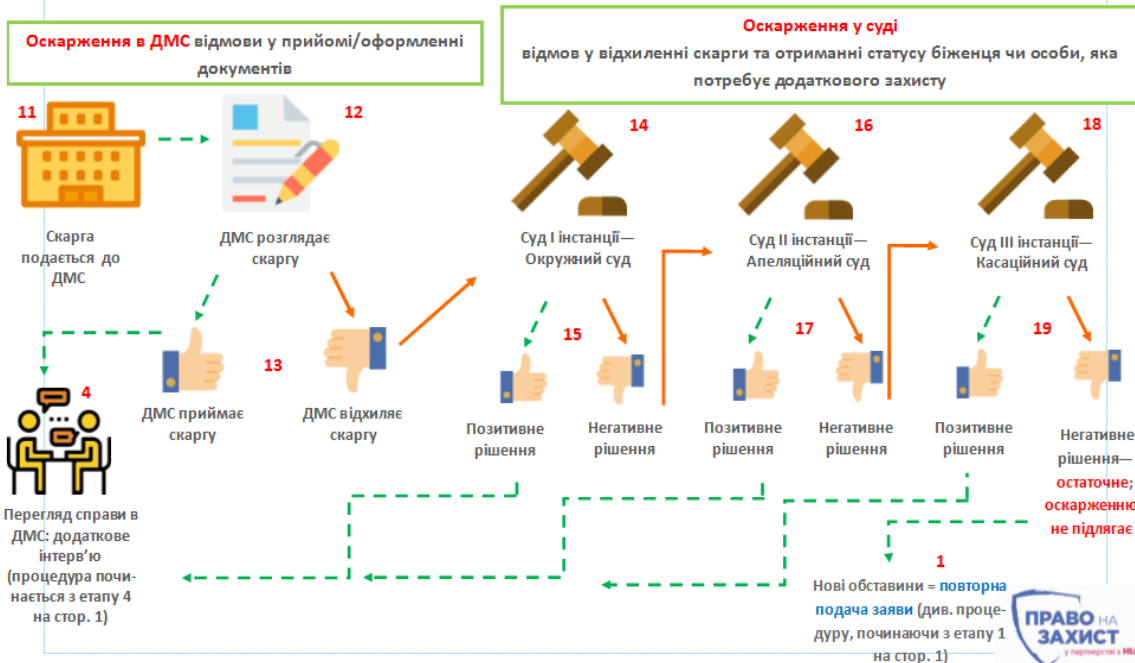 Оскарження в ДМС відмови у прийомі/оформленні
документів
Оскарження у суді
відмов у відхиленні скарги та отриманні статусу біженця чи особи, яка
потребує додаткового захисту
11
12
14
16
18
Скарга
подається до
ДМС
ДМС розглядає
скаргу
Суд І інстанції—
Окружний суд
Суд ІІ інстанції—
Апеляційний суд
Суд ІІІ інстанції—
Касаційний суд
13
15
17
19
4
ДМС приймає
скаргу
ДМС відхиляє
скаргу
Позитивне
рішення
Негативне
рішення
Позитивне
рішення
Негативне
рішення
Позитивне
рішення
Негативне
рішення—
остаточне;
оскарженню
не підлягає
Перегляд справи в
ДМС: додаткове
інтерв’ю
(процедура почи-
нається з етапу 4
на стор. 1)
1
Нові обставини = повторна
подача заяви (див. проце-
дуру, починаючи з етапу 1
на стор. 1)
ПРАВО НА
ЗАХИСТ
у партнерстві з